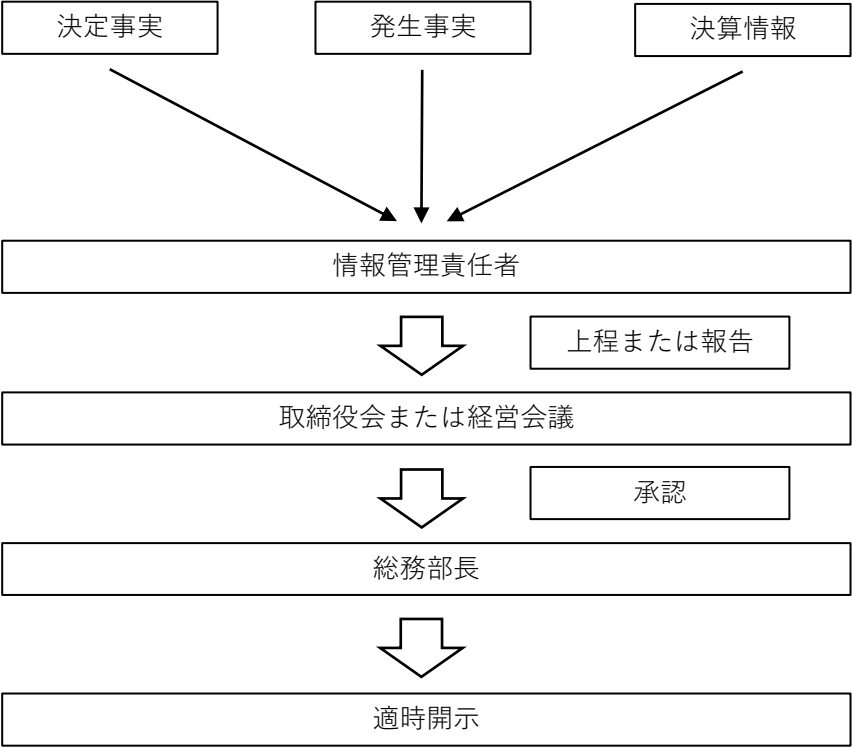 決定事実
発生事実
決算情報
情報管理責任者
上程または報告
取締役会または経営会議
承認
総務部長
適時開示